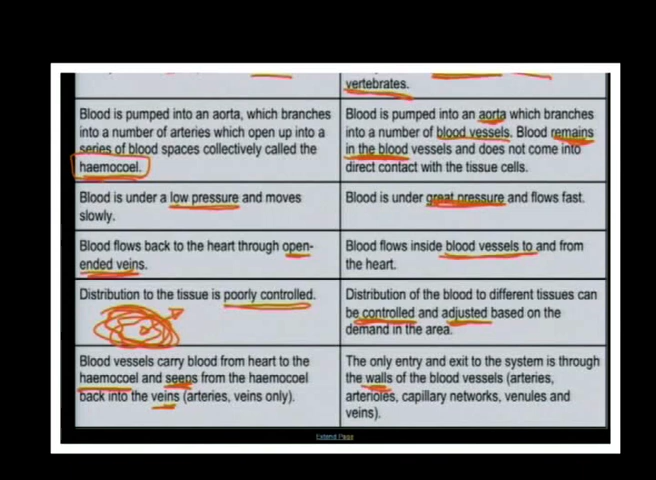 vertebrates.
Blood is pumped into an aorta, which branches
into a number of arteries which open up into a
series of blood spaces collectively called the
haemocoel.
Blood is pumped into an aorta which branches
into a number of blood vessels. Blood remains
in the blood vessels and does not come into
direct contact with the tissue cells.
Blood is under a low pressure and moves
slowly.
Blood is under great pressure and flows fast.
Blood flows back to the heart through open-
ended veins.
Blood flows inside blood vessels to and from
the heart.
Distribution to the tissue is poorly controlled.
Distribution of the blood to different tissues can
be controlled and adjusted based on the
demand in the area.
Blood vessels carry blood from heart to the
haemocoel and seeps from the haemocoel
back into the veins (arteries, veins only).
The only entry and exit to the system is through
the walls of the blood vessels (arteries,
arterioles, capillary networks, venules and
veins).
Extend Page